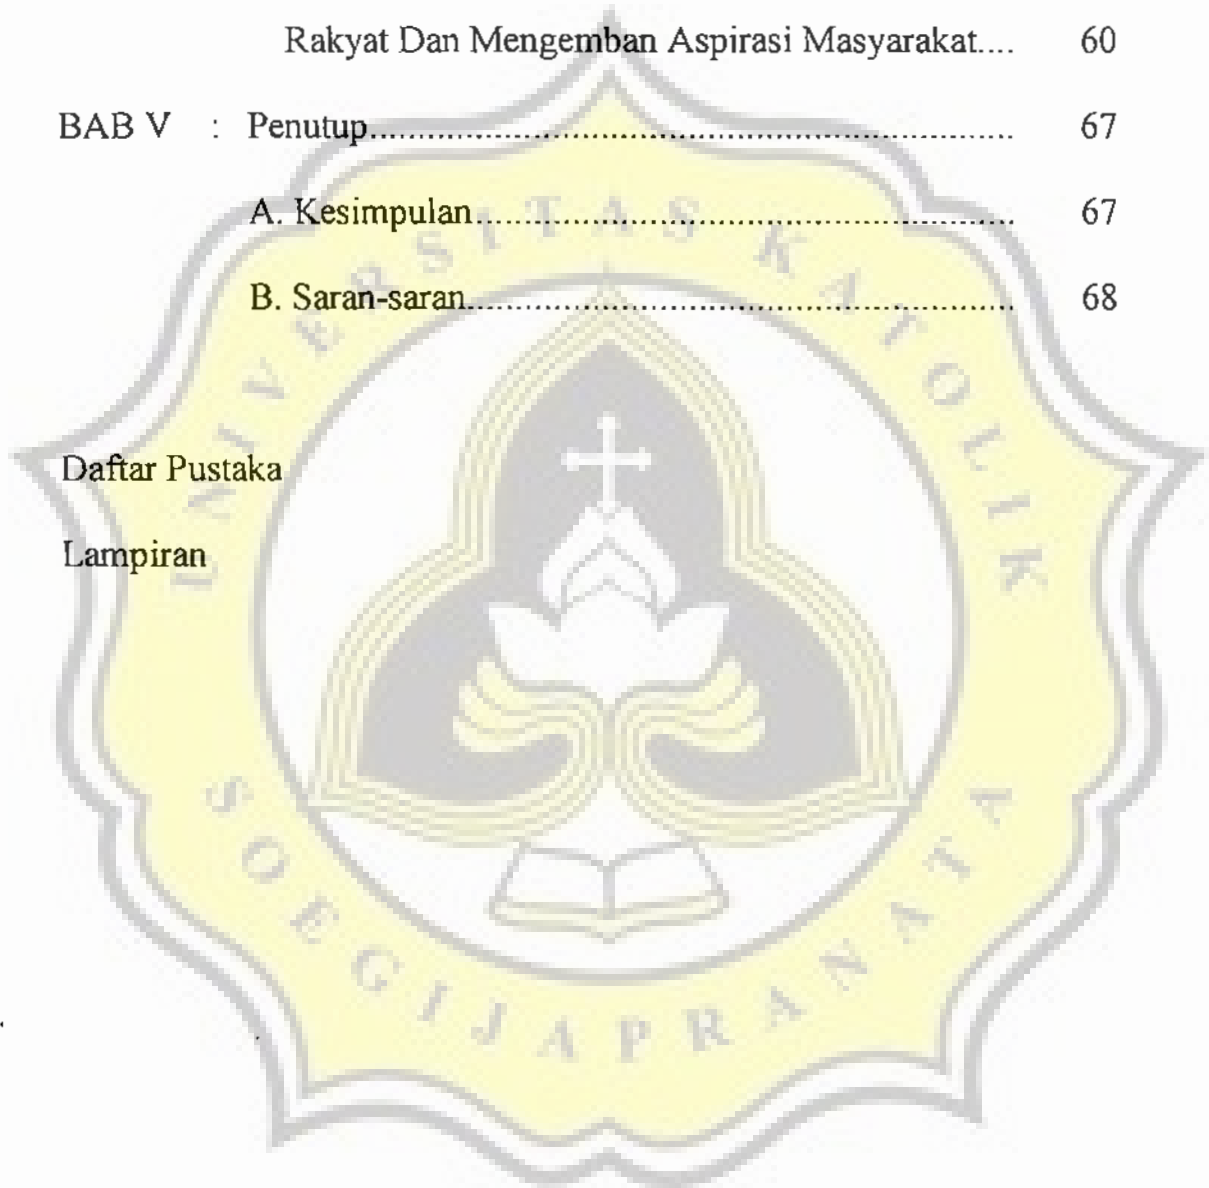 Rakyat Dan Mengemban Aspirasi Masyarakat.... 60
BAB V : Penutup.................................................................. 67
A. Kesimpulan....................................................... 67
B. Saran-saran........................................................ 68
Daftar Pustaka
Lampiran
UNIVERSITAS KATOLIK
SOEGIJAPRANATA